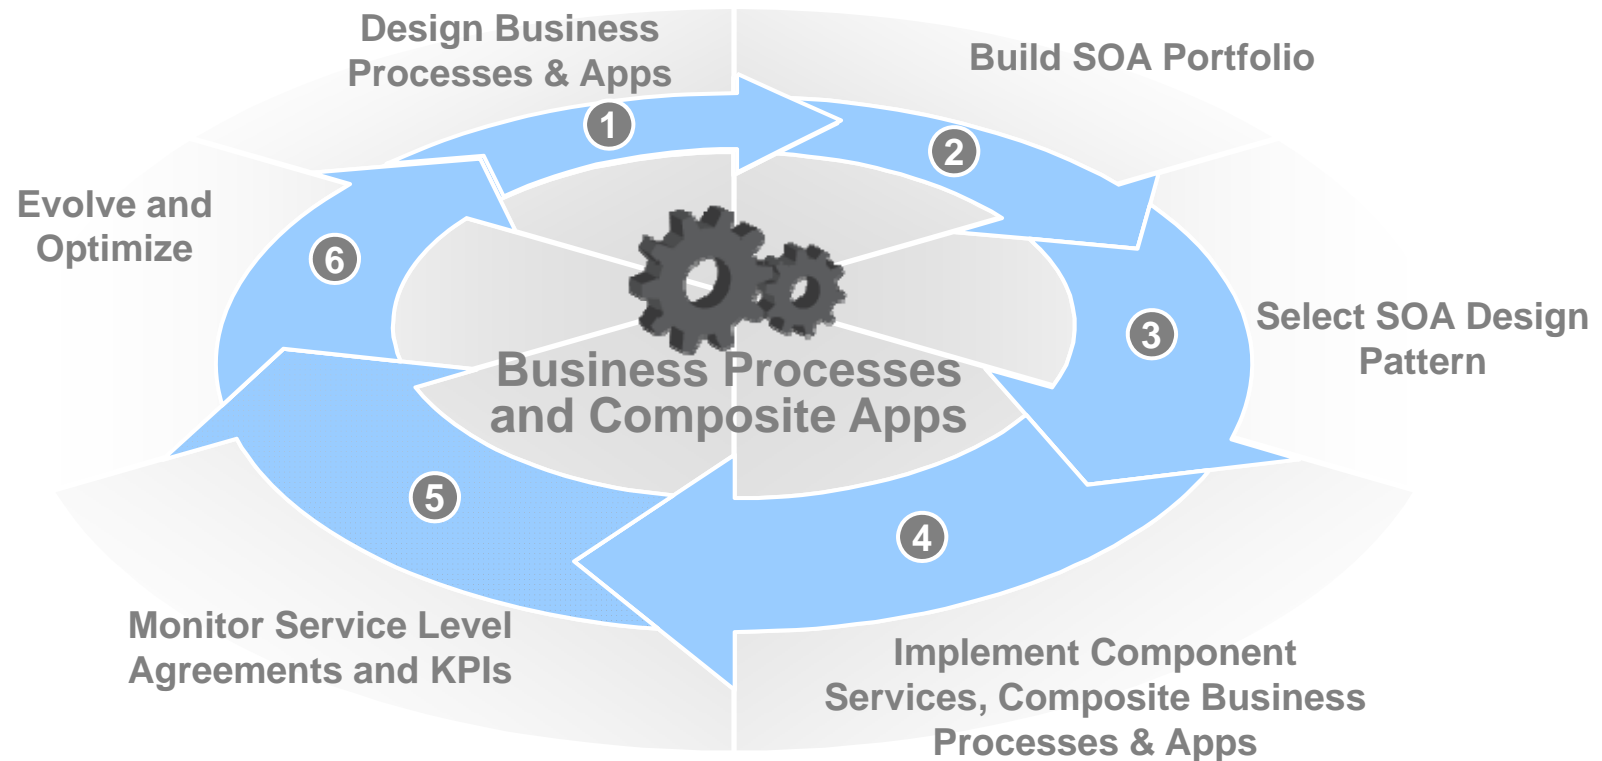 Design Business
Processes & Apps
Build SOA Portfolio
1
2
Evolve and
Optimize
6
3
Select SOA Design
Pattern
Business Processes
and Composite Apps
5
4
Monitor Service Level
Agreements and KPIs
Implement Component
Services, Composite Business
Processes & Apps